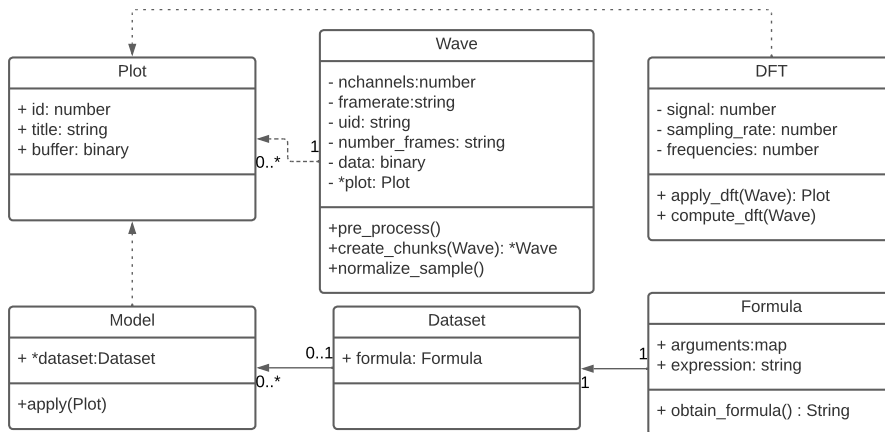 Plot
+ id: number
+ title: string
+ buffer: binary
Wave
- nchannels:number
- framerate:string
- uid: string
- number_frames: string
- data: binary
- *plot: Plot
+pre_process()
+create_chunks(Wave): *Wave
+normalize_sample()
DFT
- signal: number
- sampling_rate: number
- frequencies: number
+ apply_dft(Wave): Plot
+ compute_dft(Wave)
0..*
1
Model
+ *dataset:Dataset
+apply(Plot)
0..*
0..1
Dataset
+ formula: Formula
1
1
Formula
+ arguments:map
+ expression: string
+ obtain_formula() : String